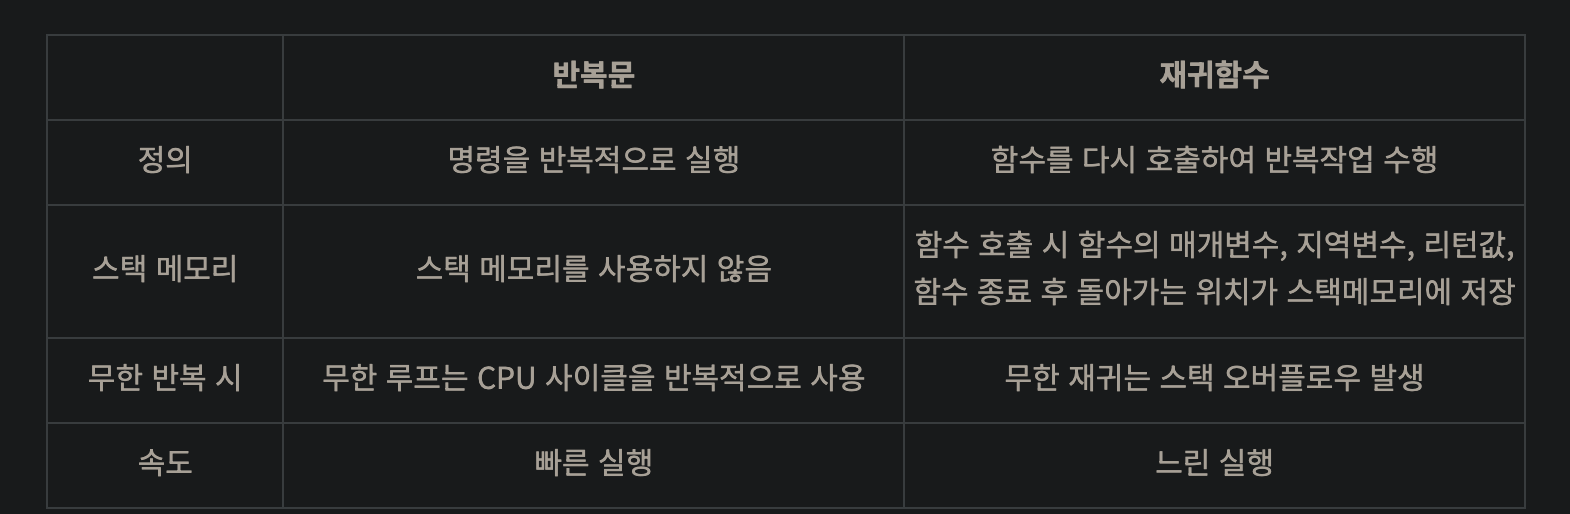 반복문
재귀함수
정의
명령을 반복적으로 실행
함수를 다시 호출하여 반복작업 수행
스택 메모리
스택 메모리를 사용하지 않음
함수 호출 시 함수의 매개변수, 지역변수, 리턴값,
함수 종료 후 돌아가는 위치가 스택메모리에 저장
무한 반복 시
무한 루프는 CPU 사이클을 반복적으로 사용
무한 재귀는 스택 오버플로우 발생
속도
빠른 실행
느린 실행